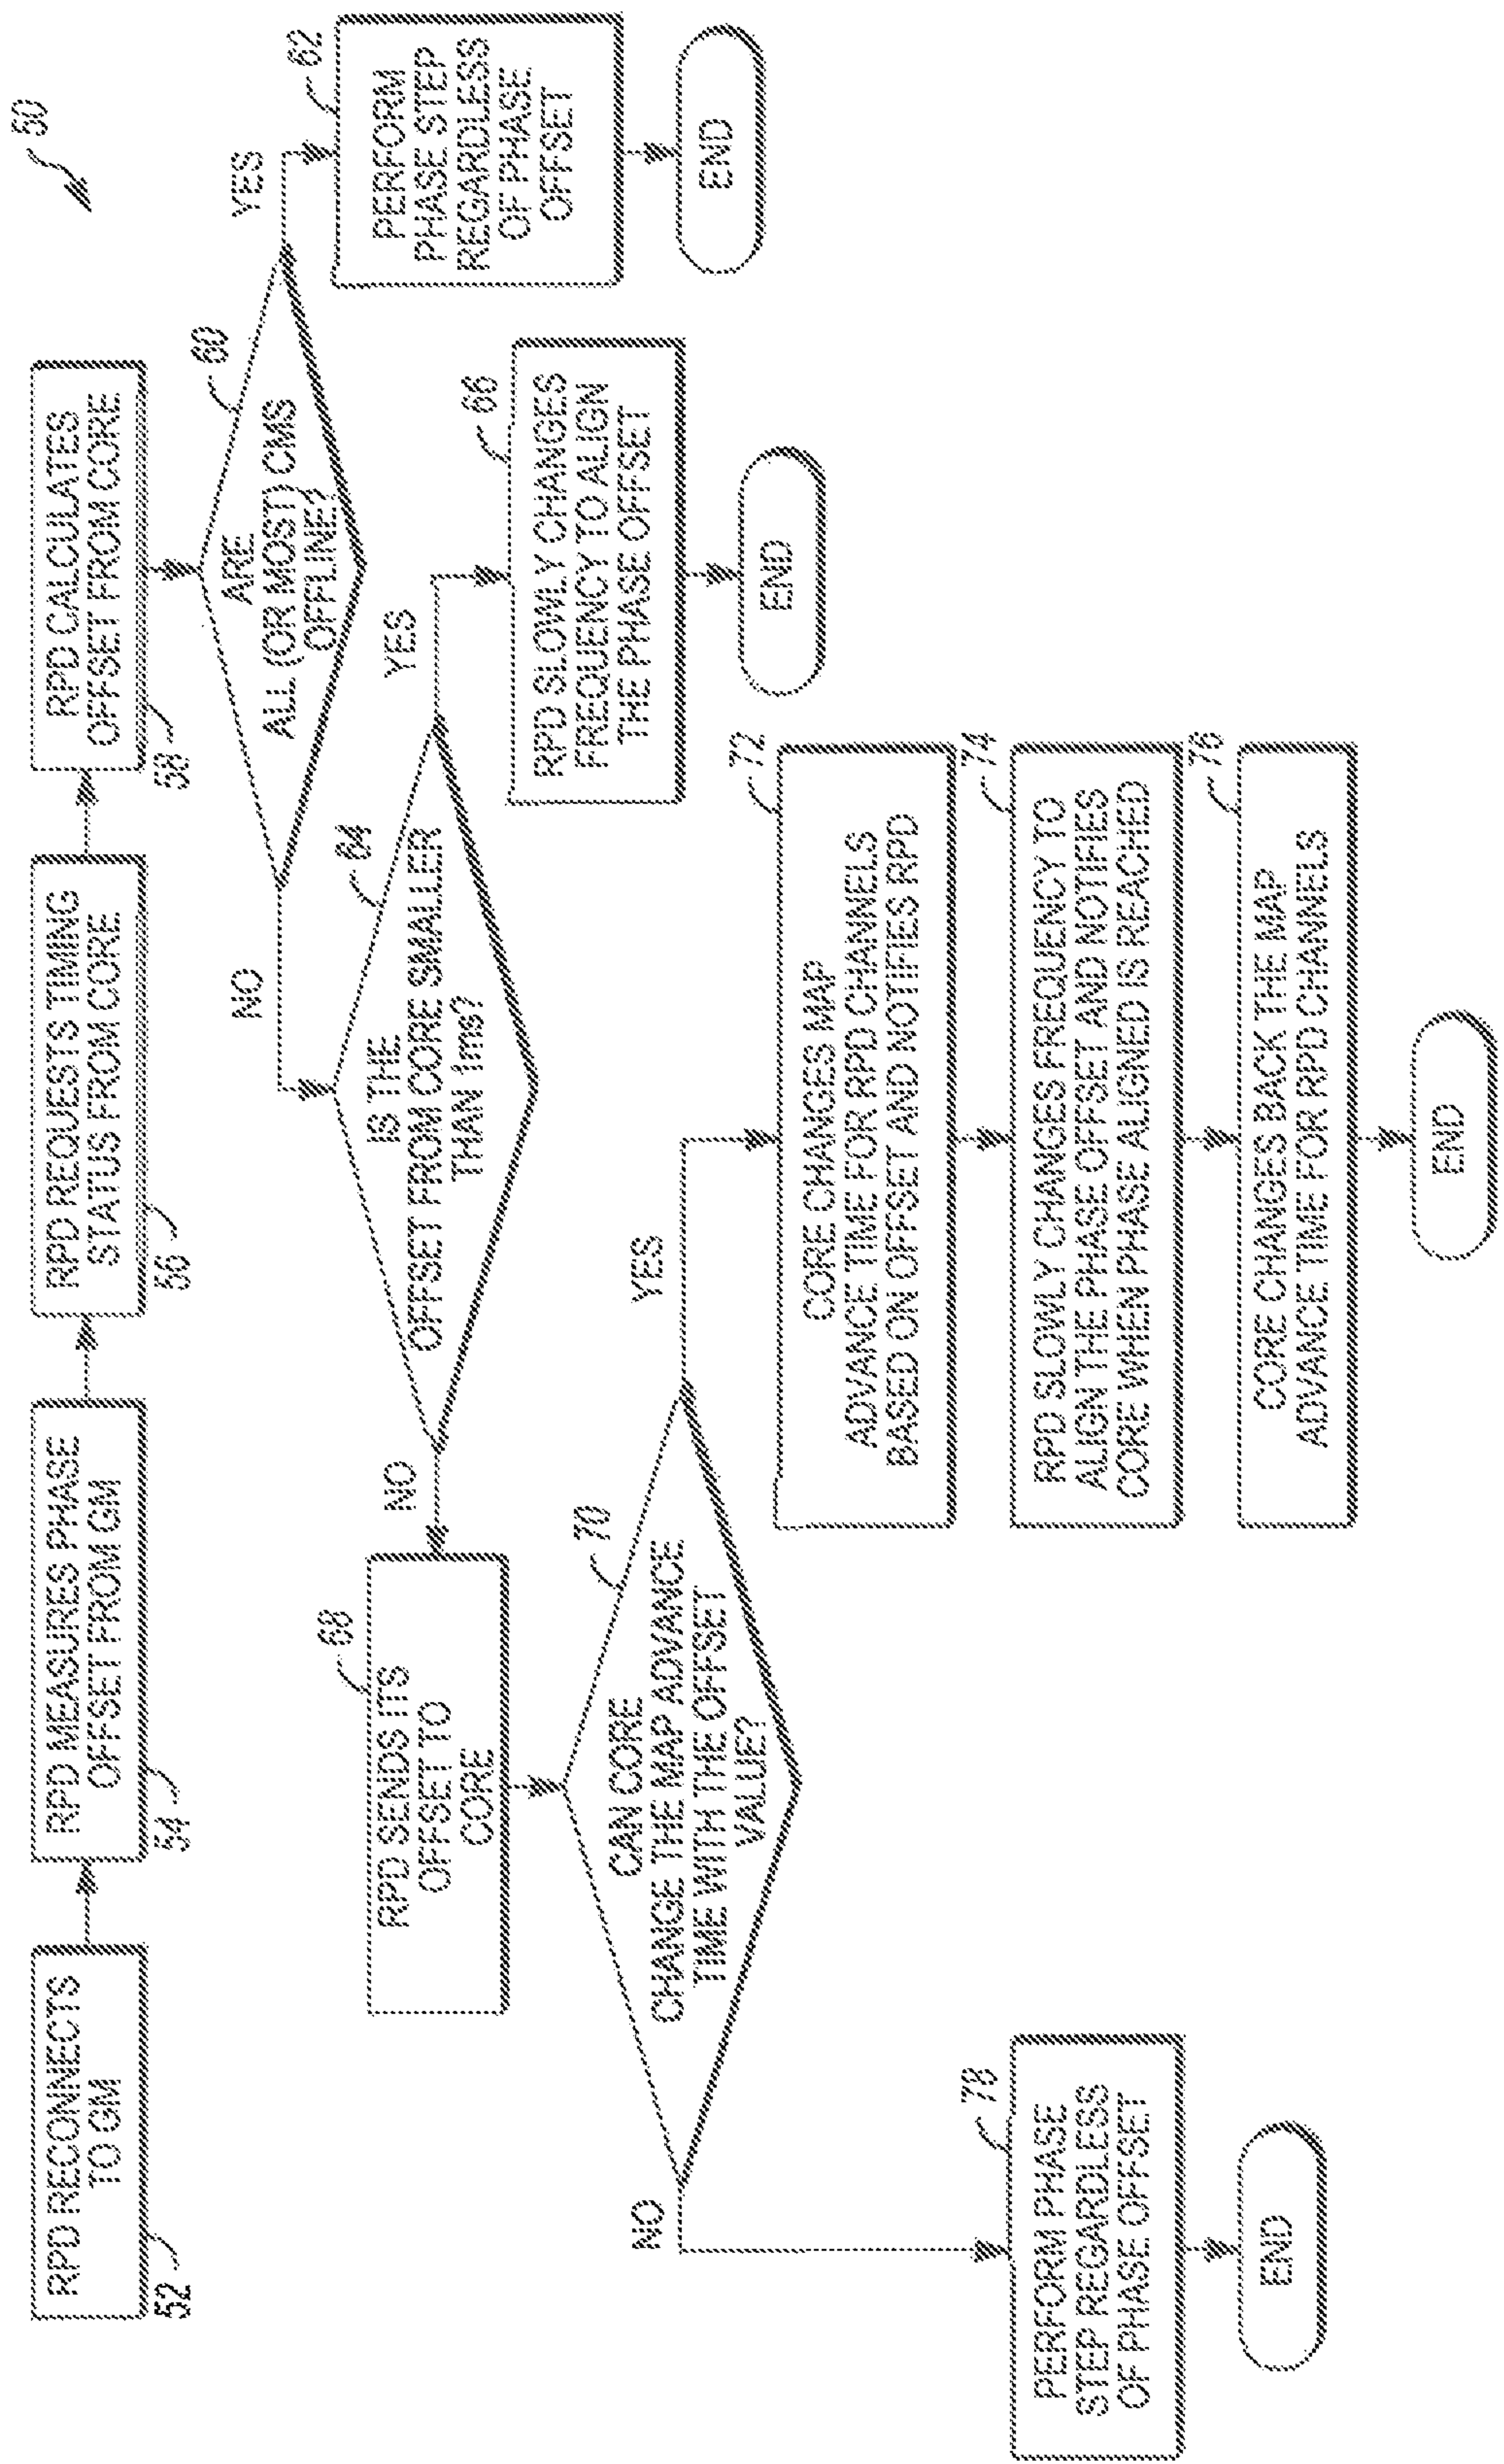 50
RPD RECONNECTS
TO GM
52
RPD MEASURES PHASE
OFFSET FROM GM
54
RPD REQUESTS TIMING
STATUS FROM CORE
56
RPD CALCULATES
OFFSET FROM CORE
58
ARE
ALL (OR MOST) CMS
OFFLINE?
60
YES
PERFORM
PHASE STEP
REGARDLESS
OF PHASE
OFFSET
62
END
NO
IS THE
OFFSET FROM CORE SMALLER
THAN 1ms?
64
YES
RPD SLOWLY CHANGES
FREQUENCY TO ALIGN
THE PHASE OFFSET
66
END
NO
RPD SENDS ITS
OFFSET TO
CORE
68
CAN CORE
CHANGE THE MAP ADVANCE
TIME WITH THE OFFSET
VALUE?
70
YES
CORE CHANGES MAP
ADVANCE TIME FOR RPD CHANNELS
BASED ON OFFSET AND NOTIFIES RPD
72
RPD SLOWLY CHANGES FREQUENCY TO
ALIGN THE PHASE OFFSET AND NOTIFIES
CORE WHEN PHASE ALIGNED IS REACHED
74
CORE CHANGES BACK THE MAP
ADVANCE TIME FOR RPD CHANNELS
76
END
NO
PERFORM PHASE
STEP REGARDLESS
OF PHASE OFFSET
78
END